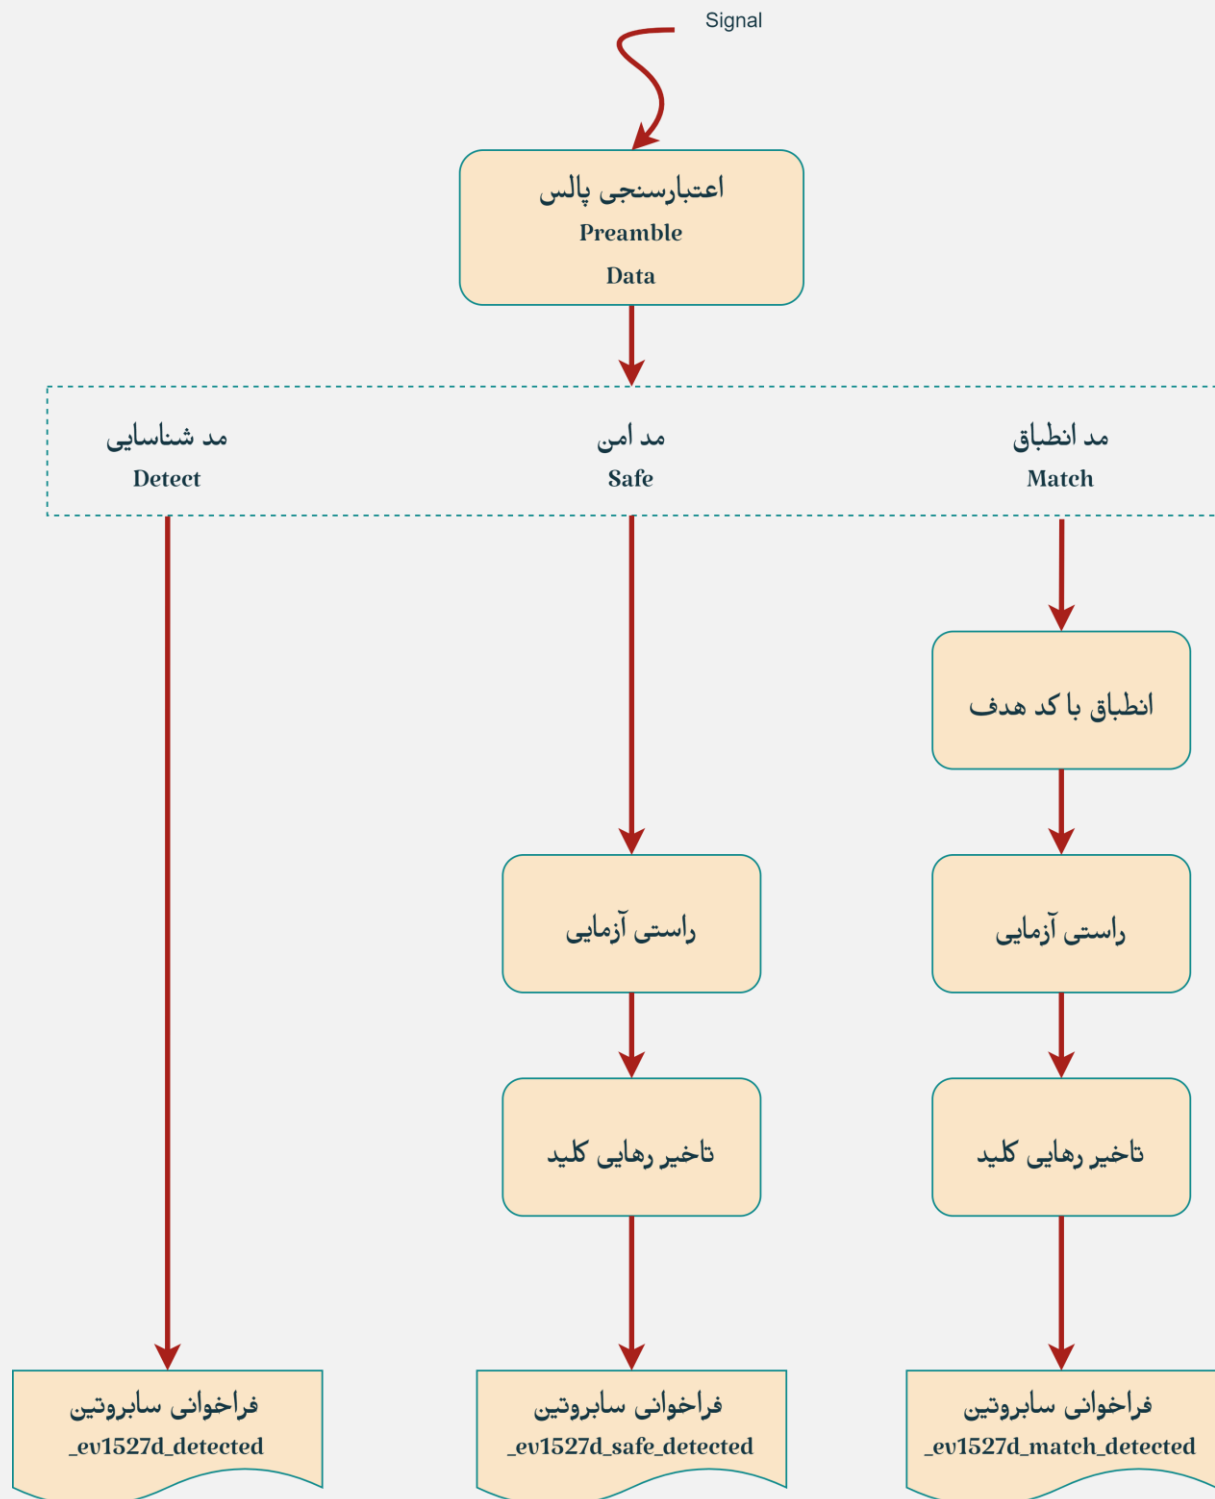 Signal
اعتبارسنجی پالس
Preamble
Data
مد شناسایی
Detect
مد امن
Safe
مد انطباق
Match
انطباق با کد هدف
راستی آزمایی
راستی آزمایی
تاخیر رهایی کلید
تاخیر رهایی کلید
فراخوانی سابروتین
_ev1527d_detected
فراخوانی سابروتین
_ev1527d_safe_detected
فراخوانی سابروتین
_ev1527d_match_detected